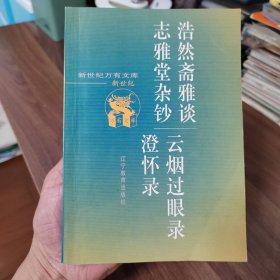 浩然斋雅谈
志雅堂杂钞
云烟过眼录
澄怀录
新世纪万有文库
新世纪
辽宁教育出版社